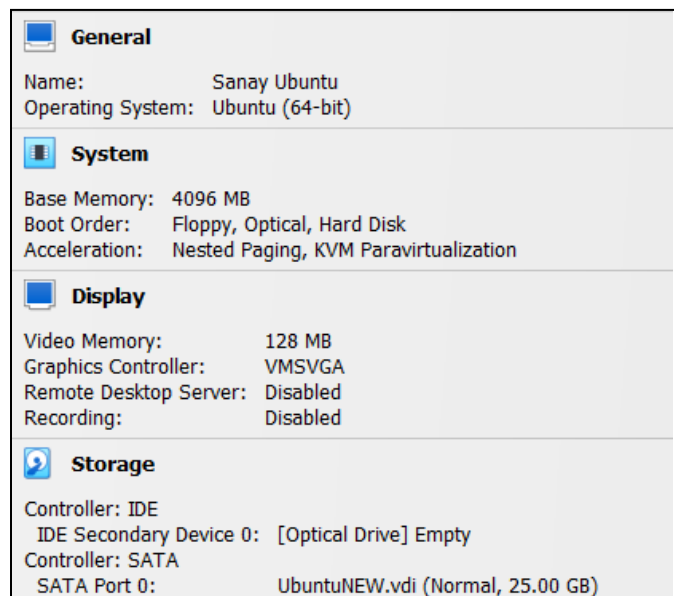 General
Name: Sanay Ubuntu
Operating System: Ubuntu (64-bit)
System
Base Memory: 4096 MB
Boot Order: Floppy, Optical, Hard Disk
Acceleration: Nested Paging, KVM Paravirtualization
Display
Video Memory: 128 MB
Graphics Controller: VMSVGA
Remote Desktop Server: Disabled
Recording: Disabled
Storage
Controller: IDE
IDE Secondary Device 0: [Optical Drive] Empty
Controller: SATA
SATA Port 0: UbuntuNEW.vdi (Normal, 25.00 GB)